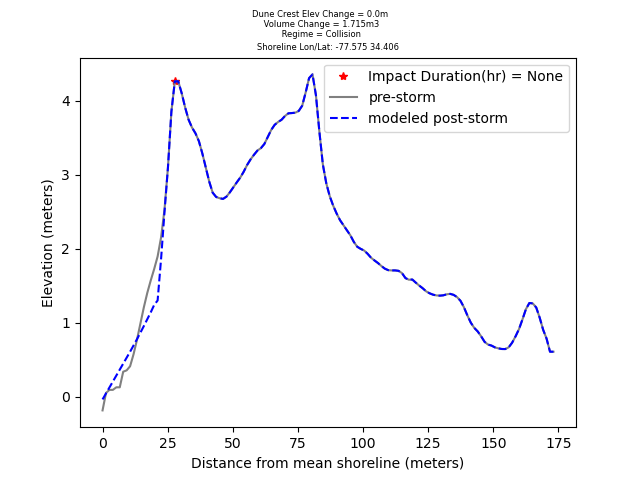 Dune Crest Elev Change = 0.0m
Volume Change = 1.715m3
Regime = Collision
Shoreline Lon/Lat: -77.575 34.406
Impact Duration(hr) = None
pre-storm
modeled post-storm
Elevation (meters)
4
3
2
1
0
0 25 50 75 100 125 150 175
Distance from mean shoreline (meters)